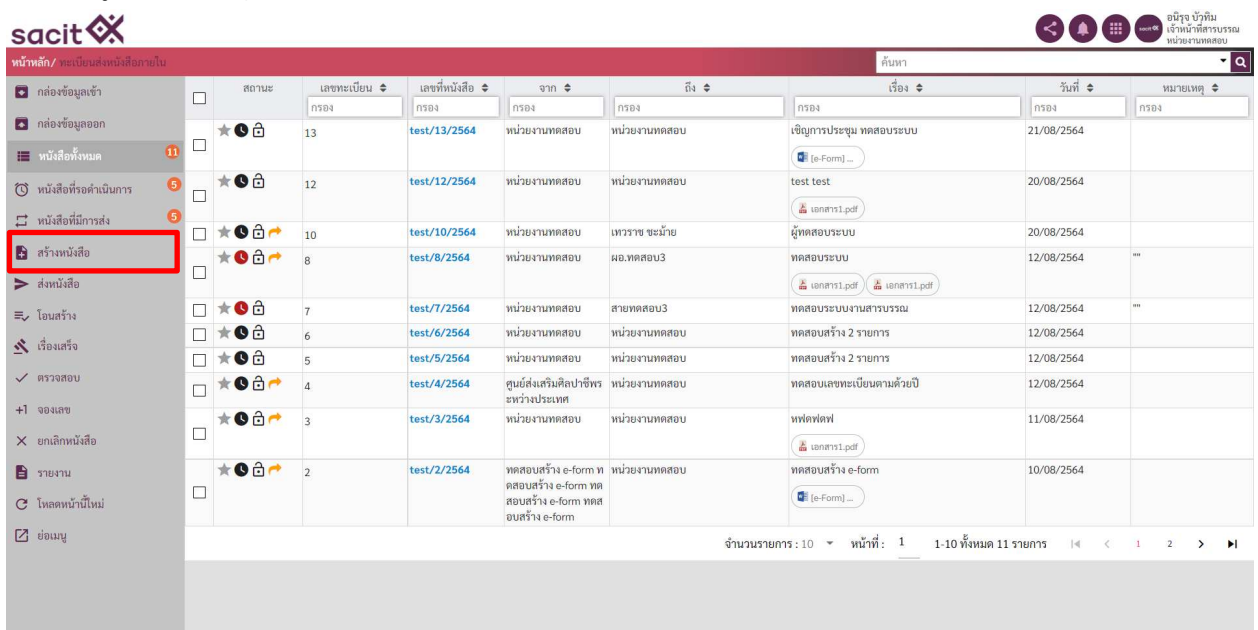 sacit
อนิรุจ บัวทิม
เจ้าหน้าที่สารบรรณ
หน่วยงานทดสอบ
หน้าหลัก/ ทะเบียนส่งหนังสือภายใน
ค้นหา
กล่องข้อมูลเข้า
กล่องข้อมูลออก
หนังสือทั้งหมด 11
หนังสือที่รอดำเนินการ 5
หนังสือที่มีการส่ง 5
สร้างหนังสือ
ส่งหนังสือ
โอนสร้าง
เรื่องเสร็จ
ตรวจสอบ
+1 จองเลข
ยกเลิกหนังสือ
รายงาน
โหลดหน้านี้ใหม่
ย่อเมนู
สถานะ เลขทะเบียน เลขที่หนังสือ จาก ถึง เรื่อง วันที่ หมายเหตุ
กรอง กรอง กรอง กรอง กรอง กรอง กรอง
13 test/13/2564 หน่วยงานทดสอบ หน่วยงานทดสอบ เชิญการประชุม ทดสอบระบบ 21/08/2564
[e-Form] ...
12 test/12/2564 หน่วยงานทดสอบ หน่วยงานทดสอบ test test 20/08/2564
เอกสาร1.pdf
10 test/10/2564 หน่วยงานทดสอบ เทวราช ชะม้าย ผู้ทดสอบระบบ 20/08/2564
8 test/8/2564 หน่วยงานทดสอบ ผอ.ทดสอบ3 ทดสอบระบบ 12/08/2564 ""
เอกสาร1.pdf เอกสาร1.pdf
7 test/7/2564 หน่วยงานทดสอบ สายทดสอบ3 ทดสอบระบบงานสารบรรณ 12/08/2564 ""
6 test/6/2564 หน่วยงานทดสอบ หน่วยงานทดสอบ ทดสอบสร้าง 2 รายการ 12/08/2564
5 test/5/2564 หน่วยงานทดสอบ หน่วยงานทดสอบ ทดสอบสร้าง 2 รายการ 12/08/2564
4 test/4/2564 ศูนย์ส่งเสริมศิลปาชีพร หน่วยงานทดสอบ ทดสอบเลขทะเบียนตามด้วยปี 12/08/2564
ะหว่างประเทศ
3 test/3/2564 หน่วยงานทดสอบ หน่วยงานทดสอบ หฟดฟดฟ 11/08/2564
เอกสาร1.pdf
2 test/2/2564 ทดสอบสร้าง e-form ท หน่วยงานทดสอบ ทดสอบสร้าง e-form 10/08/2564
ดสอบสร้าง e-form ทด
[e-Form] ...
สอบสร้าง e-form ทดส
อบสร้าง e-form
จำนวนรายการ : 10 หน้าที่ : 1 1-10 ทั้งหมด 11 รายการ 1 2